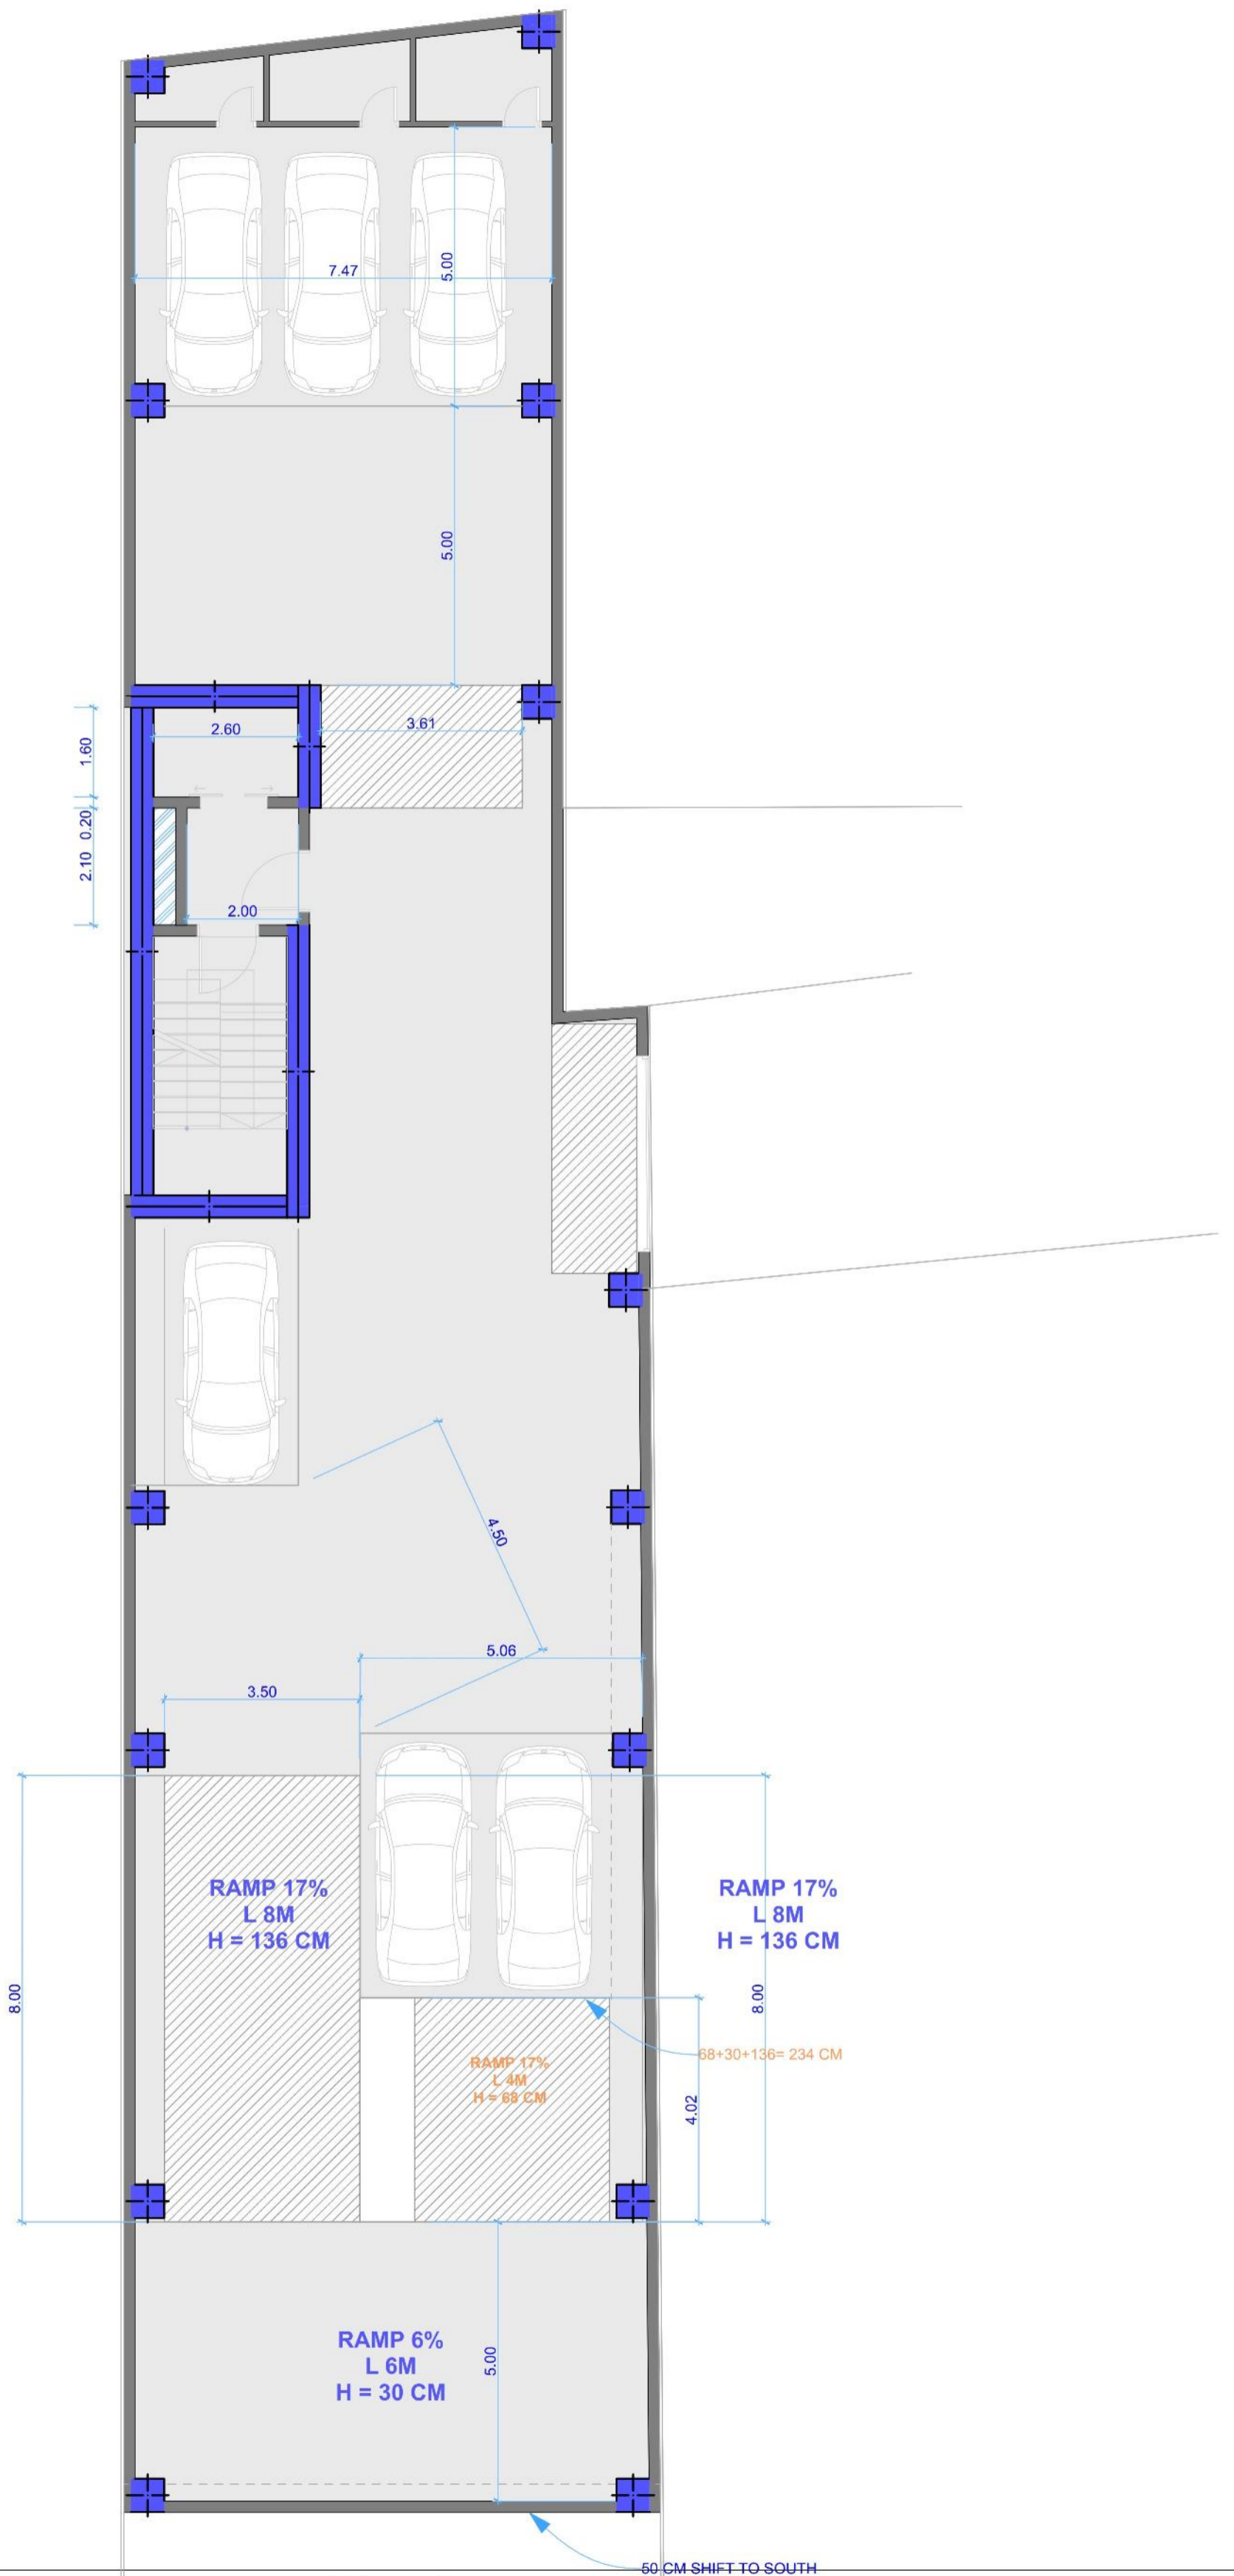 7.47
5.00
5.00
2.60
3.61
1.60
0.20
2.10
2.00
4.50
5.06
3.50
RAMP 17%
L 8M
H = 136 CM
RAMP 17%
L 8M
H = 136 CM
8.00
8.00
68+30+136= 234 CM
RAMP 17%
L 4M
H = 68 CM
4.02
RAMP 6%
L 6M
H = 30 CM
5.00
50 CM SHIFT TO SOUTH